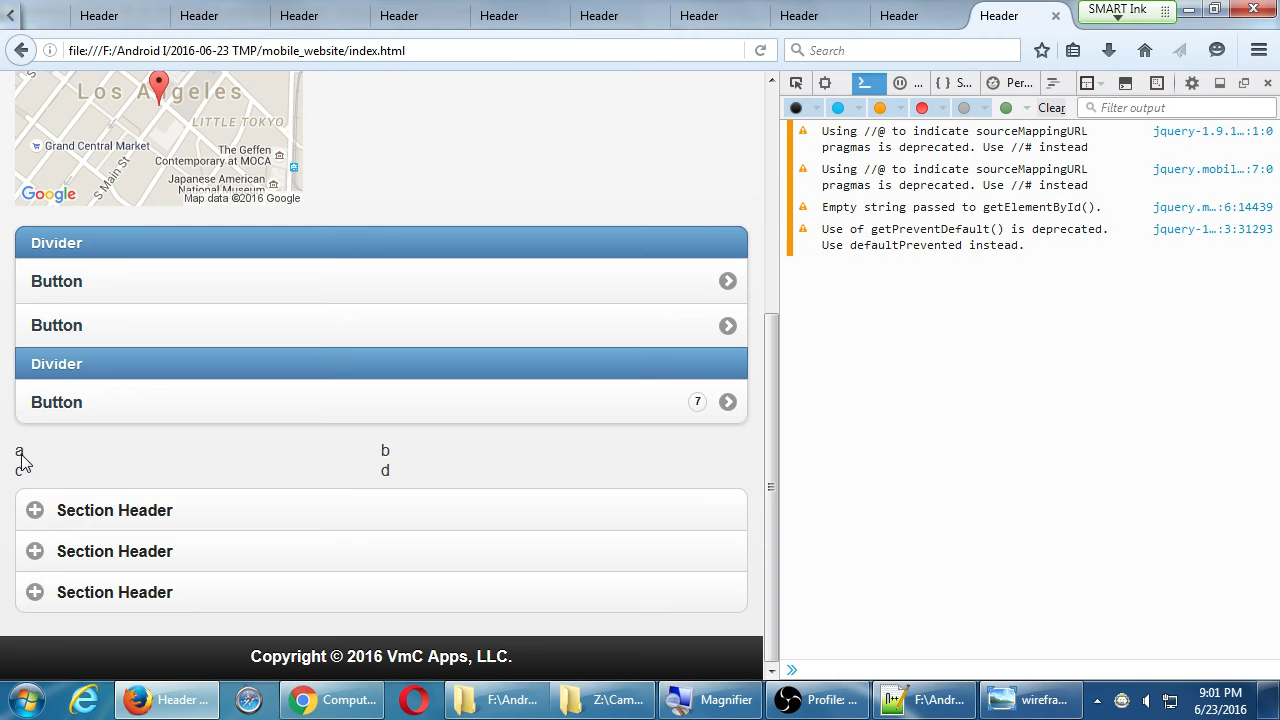 Header
Header
Header
Header
Header
Header
Header
Header
Header
Header
SMART Ink
file:///F:/Android I/2016-06-23 TMP/mobile_website/index.html
Search
S...
Per...
Clear
Filter output
Los Angeles
LITTLE TOKYO
Grand Central Market
The Geffen
Contemporary at MOCA
S Main St
Japanese American
National Museum
Google
Map data ©2016 Google
Using //@ to indicate sourceMappingURL pragmas is deprecated. Use //# instead
jquery-1.9.1...:1:0
Using //@ to indicate sourceMappingURL pragmas is deprecated. Use //# instead
jquery.mobil...:7:0
Empty string passed to getElementById().
jquery.m...:6:14439
Use of getPreventDefault() is deprecated. Use defaultPrevented instead.
jquery-1...:3:31293
Divider
Button
Button
Divider
Button
7
a b
c d
Section Header
Section Header
Section Header
Copyright © 2016 VmC Apps, LLC.
Header ...
Comput...
F:\Andr...
Z:\Cam...
Magnifier
Profile: ...
F:\Andr...
wirefra...
9:01 PM
6/23/2016